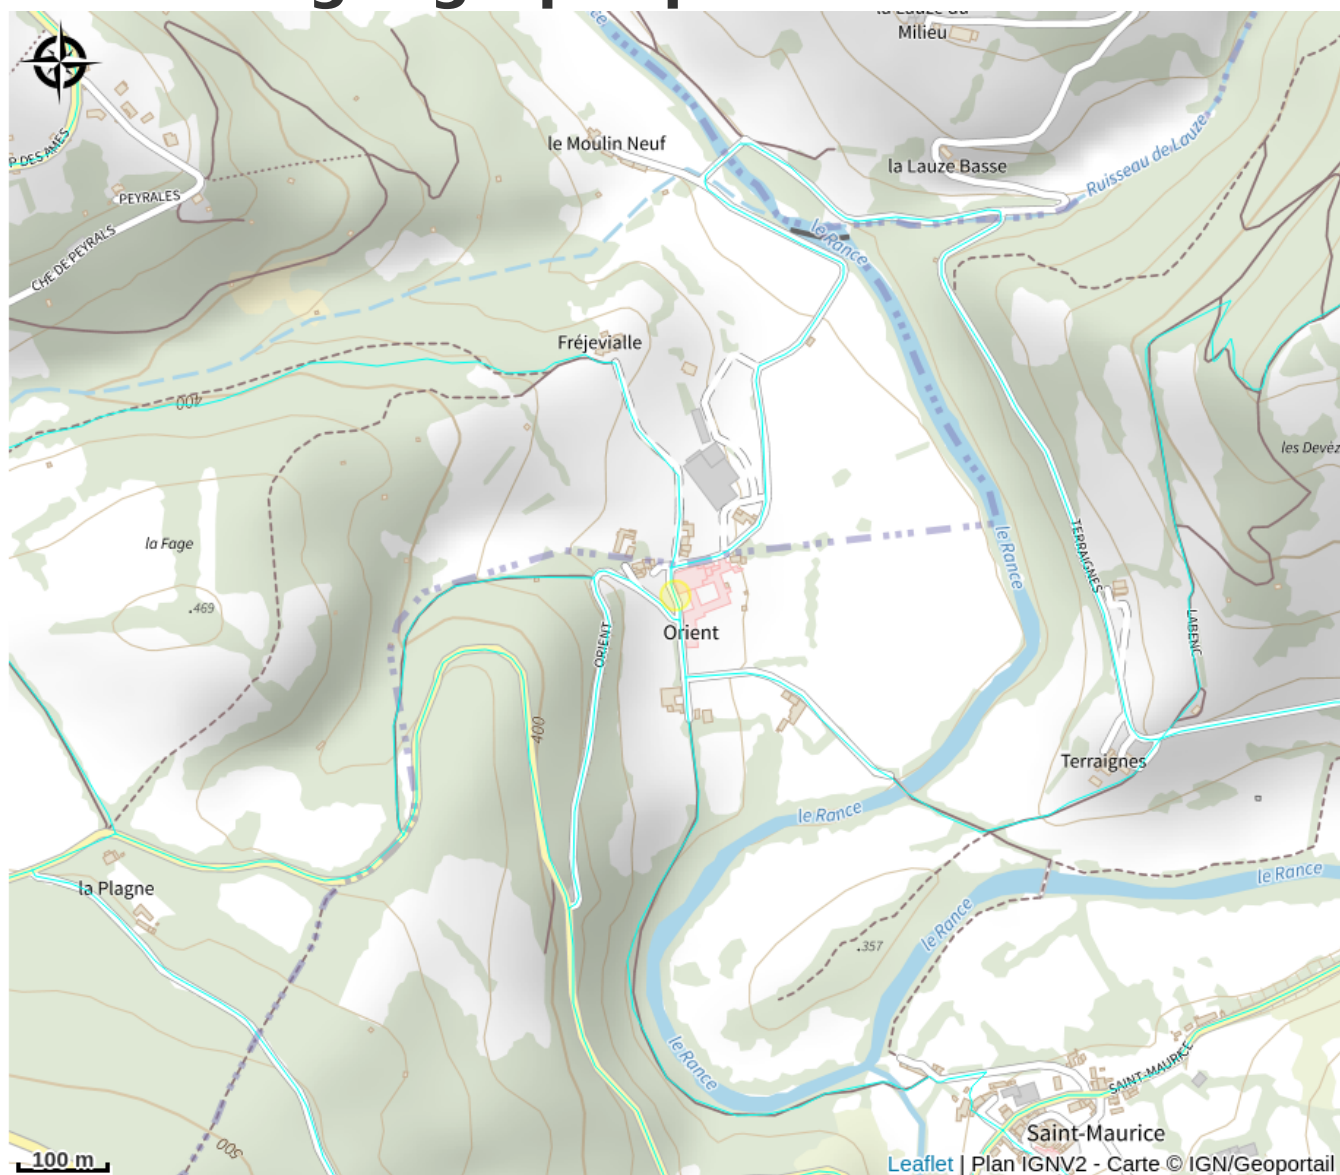 Milieu
le Moulin Neuf
la Lauze Basse
Ruisseau de Lauze
P DES AMES
PEYRALES
CHE DE PEYRALS
le Rance
Fréjevialle
400
les Devèz
la Fage
.469
le Rance
TERRAIGNES
LABENC
ORIENT
Orient
400
Terraignes
le Rance
la Plagne
le Rance
.357
le Rance
le Rance
SAINT-MAURICE
500
Saint-Maurice
100 m
Leaflet | Plan IGNV2 - Carte © IGN/Geoportail